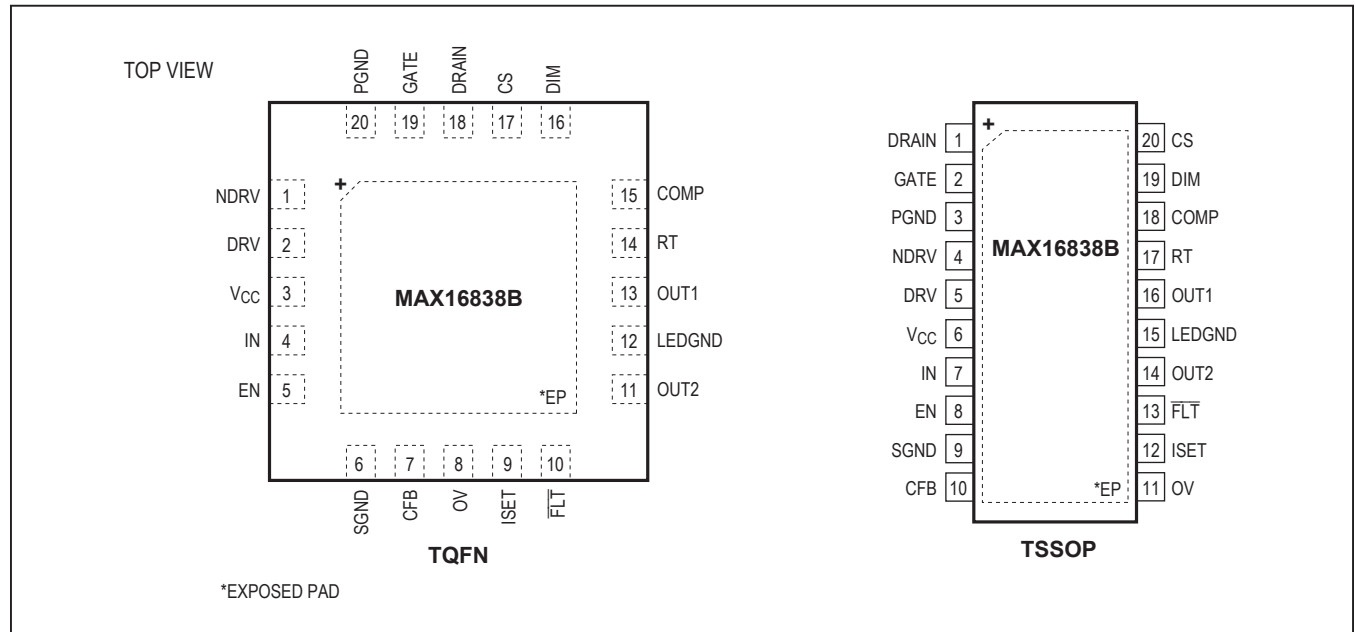 TOP VIEW
PGND
GATE
DRAIN
CS
DIM
20 19 18 17 16
+
NDRV 1
DRV 2
VCC 3
IN 4
EN 5
MAX16838B
*EP
15 COMP
14 RT
13 OUT1
12 LEDGND
11 OUT2
6 7 8 9 10
SGND
CFB
OV
ISET
FLT
TQFN
*EXPOSED PAD
+
DRAIN 1
GATE 2
PGND 3
NDRV 4
DRV 5
VCC 6
IN 7
EN 8
SGND 9
CFB 10
MAX16838B
*EP
20 CS
19 DIM
18 COMP
17 RT
16 OUT1
15 LEDGND
14 OUT2
13 FLT
12 ISET
11 OV
TSSOP